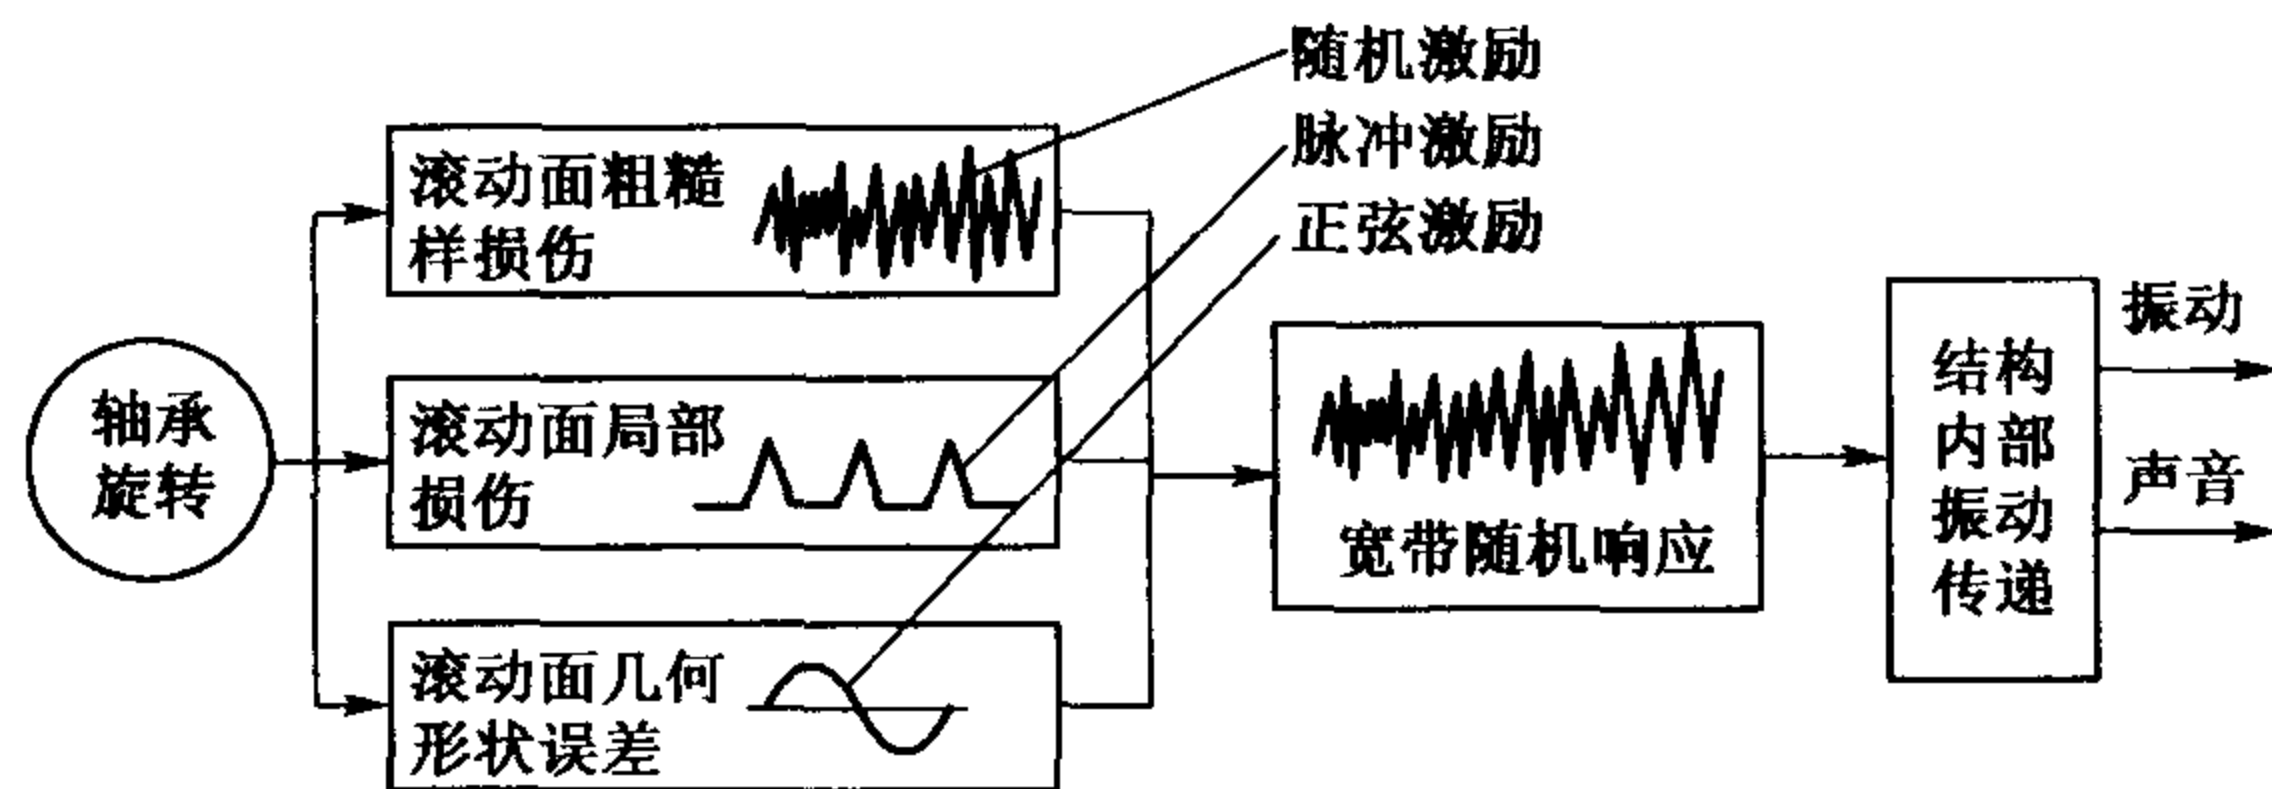 随机激励
脉冲激励
正弦激励
滚动面粗糙
样损伤
轴承
旋转
滚动面局部
损伤
滚动面几何
形状误差
宽带随机响应
结构
内部
振动
传递
振动
声音